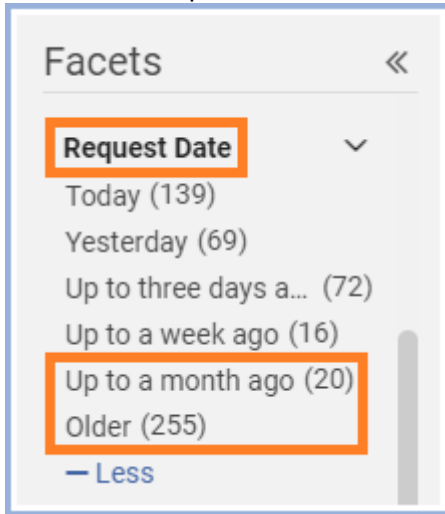 Facets «
Request Date
Today (139)
Yesterday (69)
Up to three days a... (72)
Up to a week ago (16)
Up to a month ago (20)
Older (255)
— Less